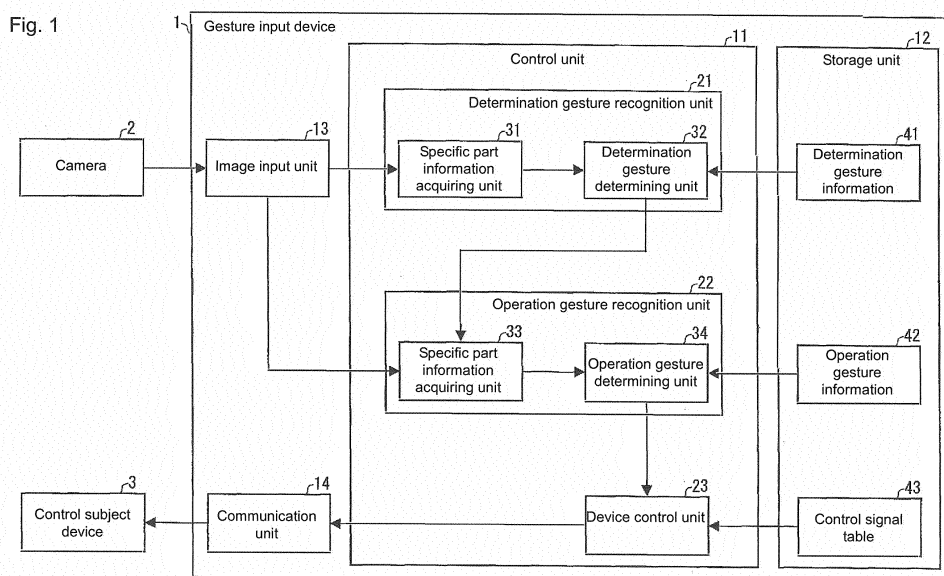 Fig. 1
1
Gesture input device
11
Control unit
12
Storage unit
21
Determination gesture recognition unit
2
Camera
13
Image input unit
31
Specific part
information
acquiring unit
32
Determination
gesture
determining unit
41
Determination
gesture
information
22
Operation gesture recognition unit
33
Specific part
information
acquiring unit
34
Operation gesture
determining unit
42
Operation
gesture
information
3
Control subject
device
14
Communication
unit
23
Device control unit
43
Control signal
table